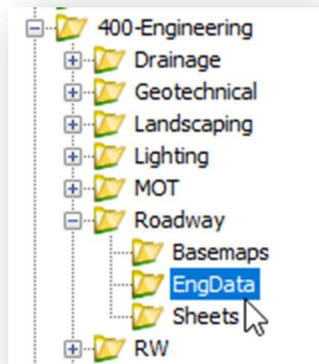 400-Engineering
Drainage
Geotechnical
Landscaping
Lighting
MOT
Roadway
Basemaps
EngData
Sheets
RW